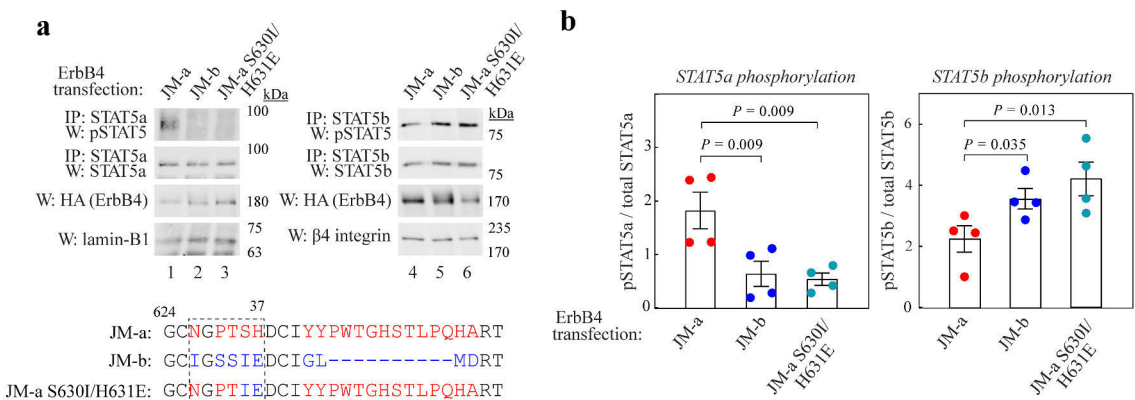 a
ErbB4
transfection:
JM-a
JM-b
JM-a S630I/
H631E
kDa
IP: STAT5a
W: pSTAT5
100
IP: STAT5a
W: STAT5a
100
W: HA (ErbB4)
180
W: lamin-B1
75
63
1 2 3
JM-a
JM-b
JM-a S630I/
H631E
kDa
IP: STAT5b
W: pSTAT5
75
IP: STAT5b
W: STAT5b
75
W: HA (ErbB4)
170
W: β4 integrin
235
170
4 5 6
624 37
JM-a: GCNGPTSHDCIYYPWTGHSTLPQHART
JM-b: GCIGSSIEDCIGL----------MDRT
JM-a S630I/H631E: GCNGPTIEDCIYYPWTGHSTLPQHART
b
STAT5a phosphorylation
pSTAT5a / total STAT5a
3
2
1
0
P = 0.009
P = 0.009
ErbB4
transfection:
JM-a
JM-b
JM-a S630I/
H631E
STAT5b phosphorylation
pSTAT5b / total STAT5b
6
4
2
0
P = 0.013
P = 0.035
JM-a
JM-b
JM-a S630I/
H631E